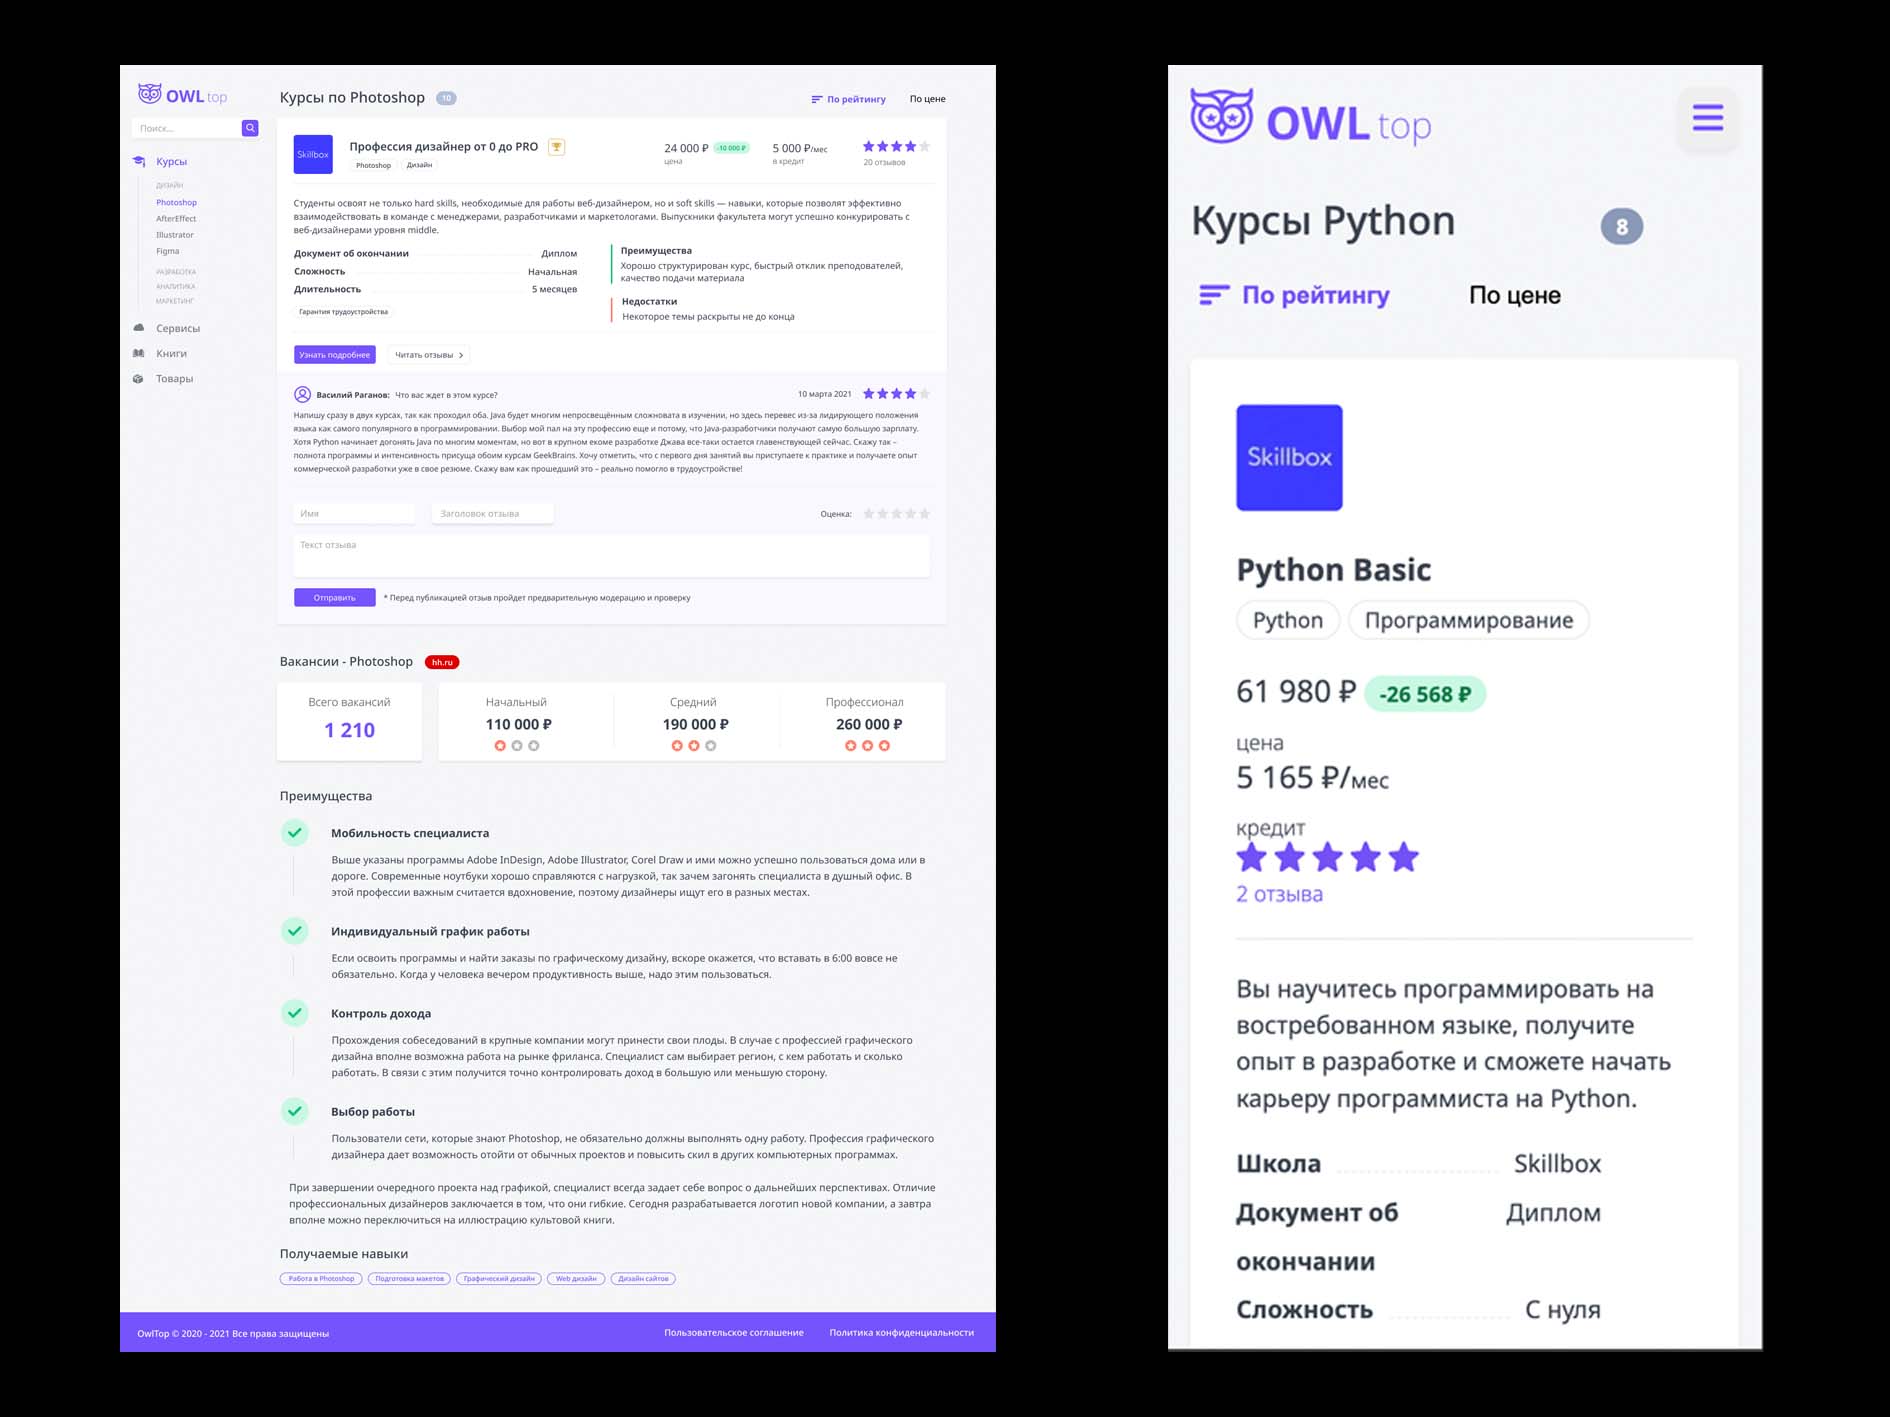 OWL top
Поиск...
Курсы
ДИЗАЙН
Photoshop
AfterEffect
Illustrator
Figma
РАЗРАБОТКА
АНАЛИТИКА
МАРКЕТИНГ
Сервисы
Книги
Товары
Курсы по Photoshop 10
По рейтингу По цене
Skillbox
Профессия дизайнер от 0 до PRO
Photoshop Дизайн
24 000 ₽ -10 000 ₽
цена
5 000 ₽/мес
в кредит
20 отзывов
Студенты освоят не только hard skills, необходимые для работы веб-дизайнером, но и soft skills — навыки, которые позволят эффективно
взаимодействовать в команде с менеджерами, разработчиками и маркетологами. Выпускники факультета могут успешно конкурировать с
веб-дизайнерами уровня middle.
Документ об окончании Диплом
Сложность Начальная
Длительность 5 месяцев
Гарантия трудоустройства
Преимущества
Хорошо структурирован курс, быстрый отклик преподователей,
качество подачи материала
Недостатки
Некоторое темы раскрыты не до конца
Узнать подробнее Читать отзывы
Василий Раганов: Что вас ждет в этом курсе? 10 марта 2021
Напишу сразу в двух курсах, так как проходил оба. Java будет многим непросвещённым сложновата в изучении, но здесь перевес из-за лидирующего положения
языка как самого популярного в программировании. Выбор мой пал на эту профессию еще и потому, что Java-разработчики получают самую большую зарплату.
Хотя Python начинает догонять Java по многим моментам, но вот в крупном екоме разработке Джава все-таки остается главенствующей сейчас. Скажу так –
полнота программы и интенсивность присуща обоим курсам GeekBrains. Хочу отметить, что с первого дня занятий вы приступаете к практике и получаете опыт
коммерческой разработки уже в свое резюме. Скажу вам как прошедший это – реально помогло в трудоустройстве!
Имя Заголовок отзыва Оценка:
Текст отзыва
Отправить * Перед публикацией отзыв пройдет предварительную модерацию и проверку
Вакансии - Photoshop hh.ru
Всего вакансий
1 210
Начальный
110 000 ₽
Средний
190 000 ₽
Профессионал
260 000 ₽
Преимущества
Мобильность специалиста
Выше указаны программы Adobe InDesign, Adobe Illustrator, Corel Draw и ими можно успешно пользоваться дома или в
дороге. Современные ноутбуки хорошо справляются с нагрузкой, так зачем загонять специалиста в душный офис. В
этой профессии важным считается вдохновение, поэтому дизайнеры ищут его в разных местах.
Индивидуальный график работы
Если освоить программы и найти заказы по графическому дизайну, вскоре окажется, что вставать в 6:00 вовсе не
обязательно. Когда у человека вечером продуктивность выше, надо этим пользоваться.
Контроль дохода
Прохождения собеседований в крупные компании могут принести свои плоды. В случае с профессией графического
дизайна вполне возможна работа на рынке фриланса. Специалист сам выбирает регион, с кем работать и сколько
работать. В связи с этим получится точно контролировать доход в большую или меньшую сторону.
Выбор работы
Пользователи сети, которые знают Photoshop, не обязательно должны выполнять одну работу. Профессия графического
дизайнера дает возможность отойти от обычных проектов и повысить скил в других компьютерных программах.
При завершении очередного проекта над графикой, специалист всегда задает себе вопрос о дальнейших перспективах. Отличие
профессиональных дизайнеров заключается в том, что они гибкие. Сегодня разрабатывается логотип новой компании, а завтра
вполне можно переключиться на иллюстрацию культовой книги.
Получаемые навыки
Работа в Photoshop Подготовка макетов Графический дизайн Web дизайн Дизайн сайтов
OwlTop © 2020 - 2021 Все права защищены Пользовательское соглашение Политика конфиденциальности
OWL top
Курсы Python 8
По рейтингу По цене
Skillbox
Python Basic
Python Программирование
61 980 ₽ -26 568 ₽
цена
5 165 ₽/мес
кредит
2 отзыва
Вы научитесь программировать на
востребованном языке, получите
опыт в разработке и сможете начать
карьеру программиста на Python.
Школа Skillbox
Документ об Диплом
окончании
Сложность С нуля